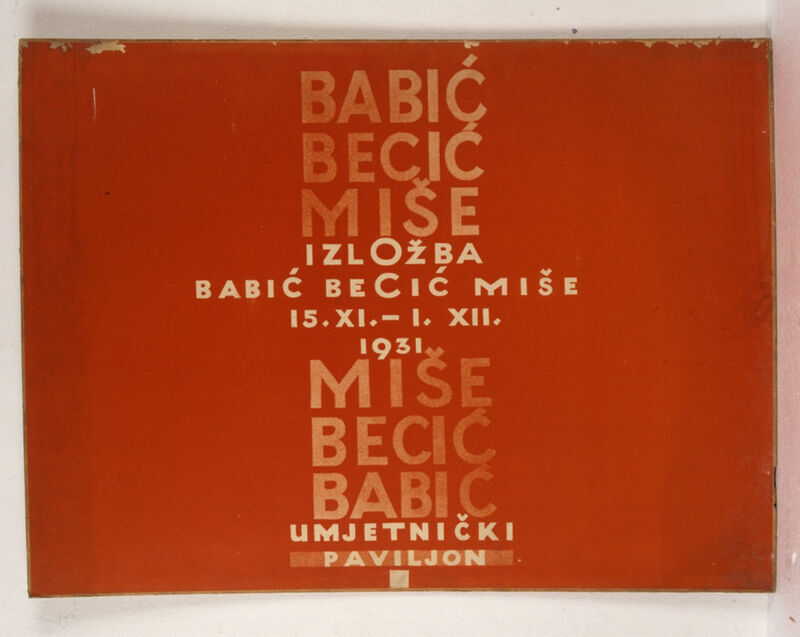 BABIĆ
BECIĆ
MIŠE
IZLOŽBA
BABIĆ BECIĆ MIŠE
15.XI.–1. XII.
1931.
MIŠE
BECIĆ
BABIĆ
UMJETNIČKI
PAVILJON